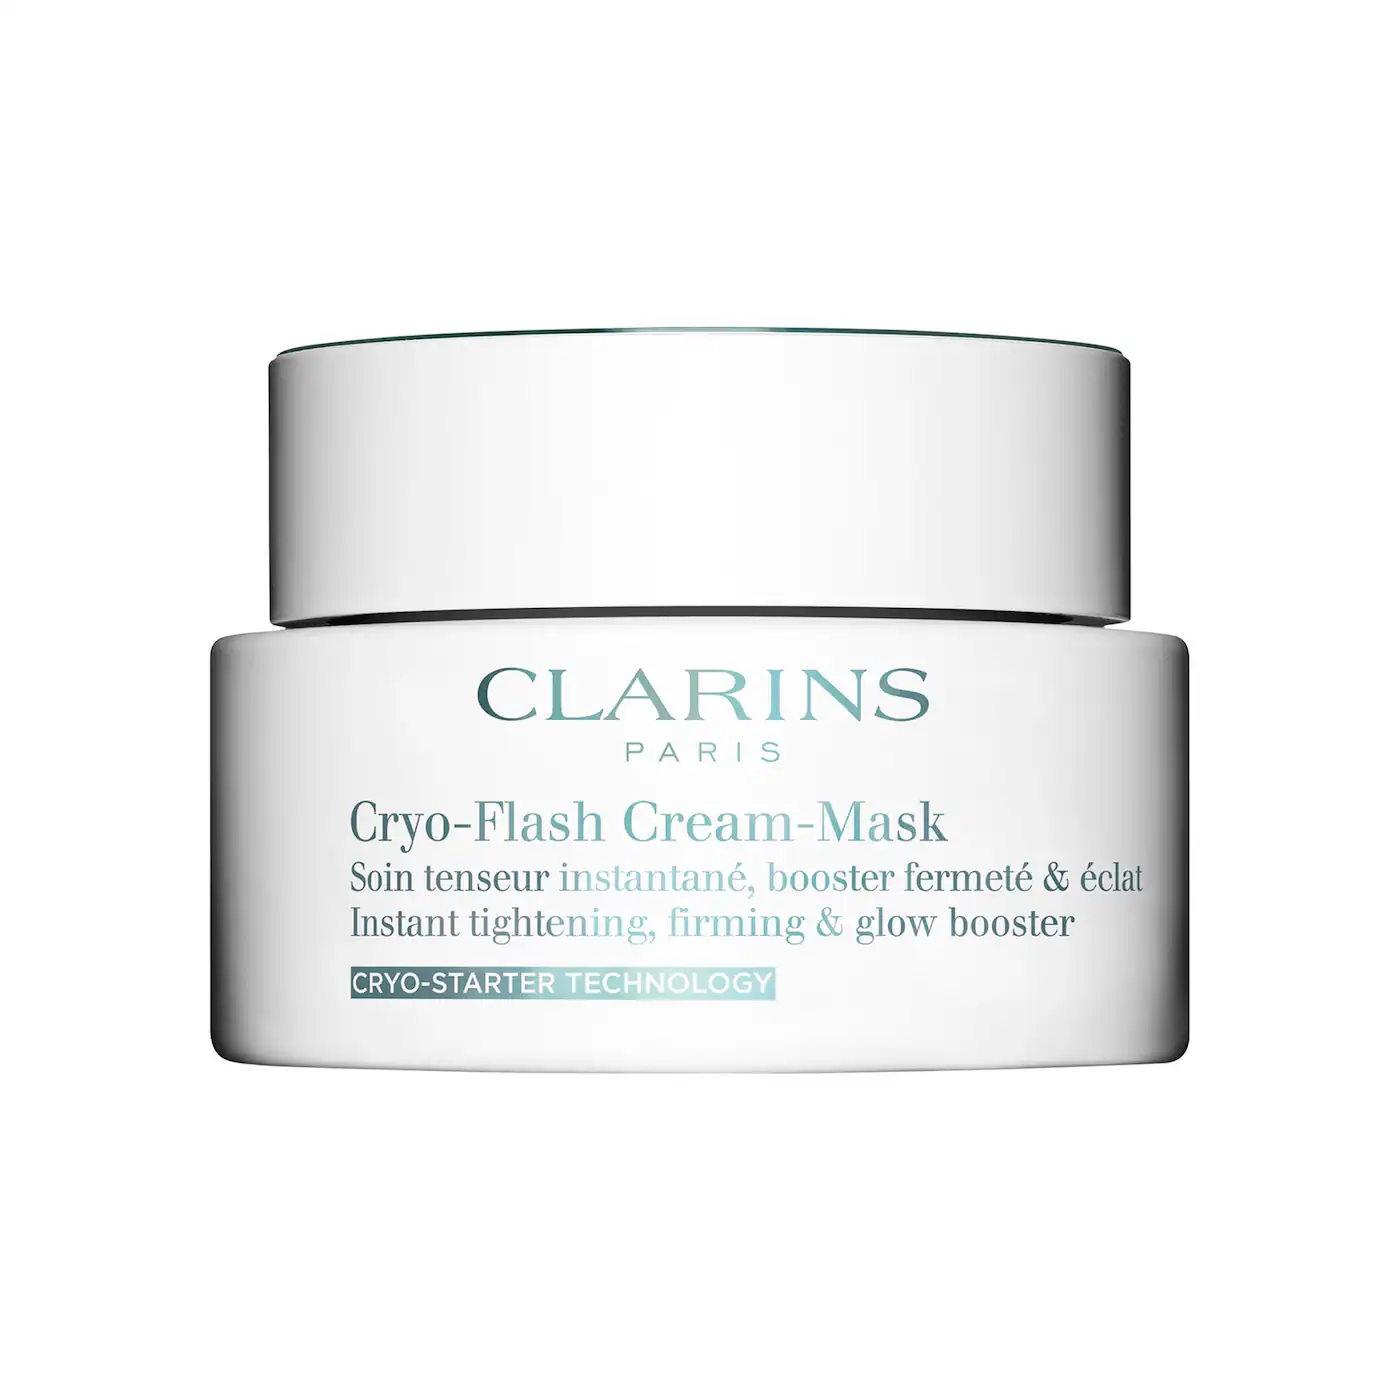 CLARINS
PARIS
Cryo-Flash Cream-Mask
Soin tenseur instantané, booster fermeté & éclat
Instant tightening, firming & glow booster
CRYO-STARTER TECHNOLOGY